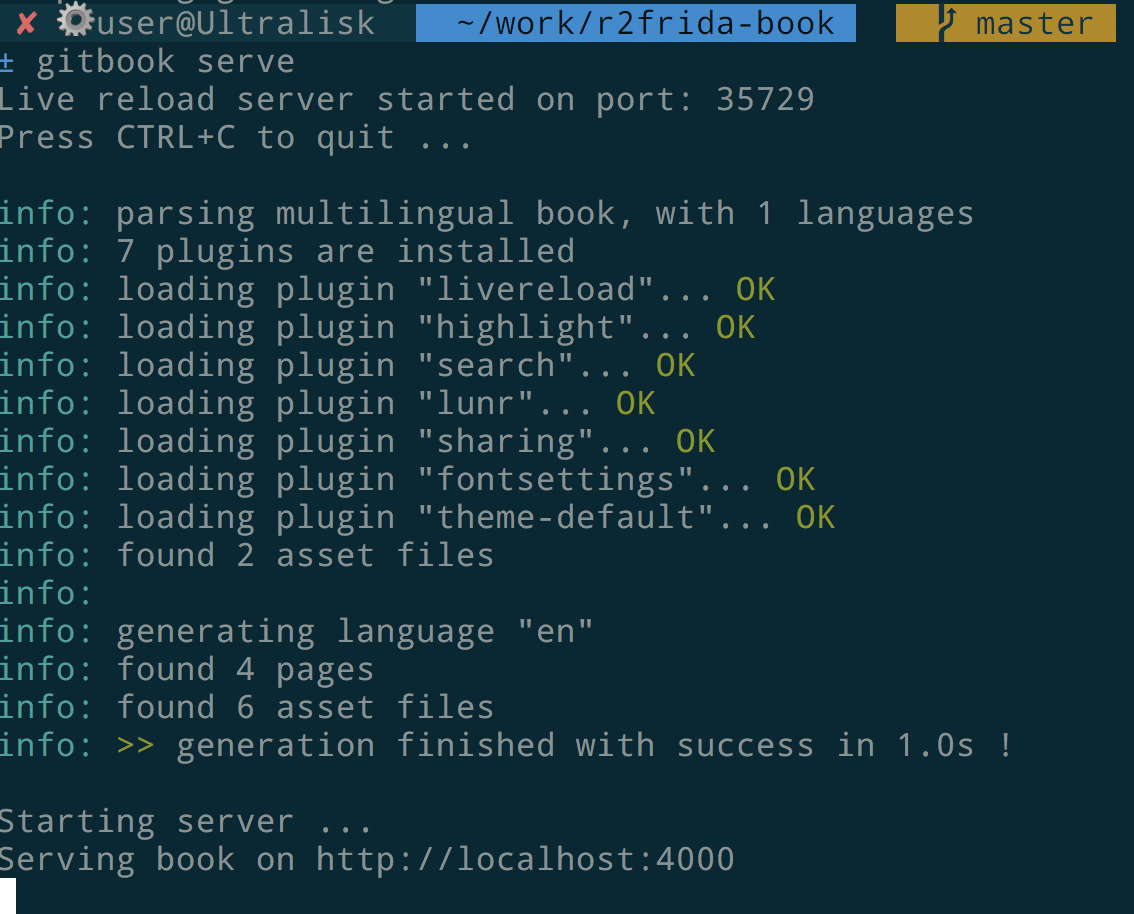 ✘ ⚙user@Ultralisk ~/work/r2frida-book master
± gitbook serve
Live reload server started on port: 35729
Press CTRL+C to quit ...
info: parsing multilingual book, with 1 languages
info: 7 plugins are installed
info: loading plugin "livereload"... OK
info: loading plugin "highlight"... OK
info: loading plugin "search"... OK
info: loading plugin "lunr"... OK
info: loading plugin "sharing"... OK
info: loading plugin "fontsettings"... OK
info: loading plugin "theme-default"... OK
info: found 2 asset files
info:
info: generating language "en"
info: found 4 pages
info: found 6 asset files
info: >> generation finished with success in 1.0s !
Starting server ...
Serving book on http://localhost:4000